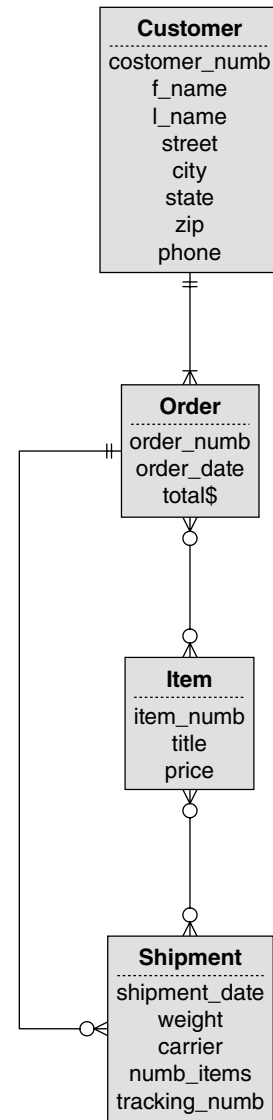 Customer
costomer_numb
f_name
l_name
street
city
state
zip
phone
Order
order_numb
order_date
total$
Item
item_numb
title
price
Shipment
shipment_date
weight
carrier
numb_items
tracking_numb